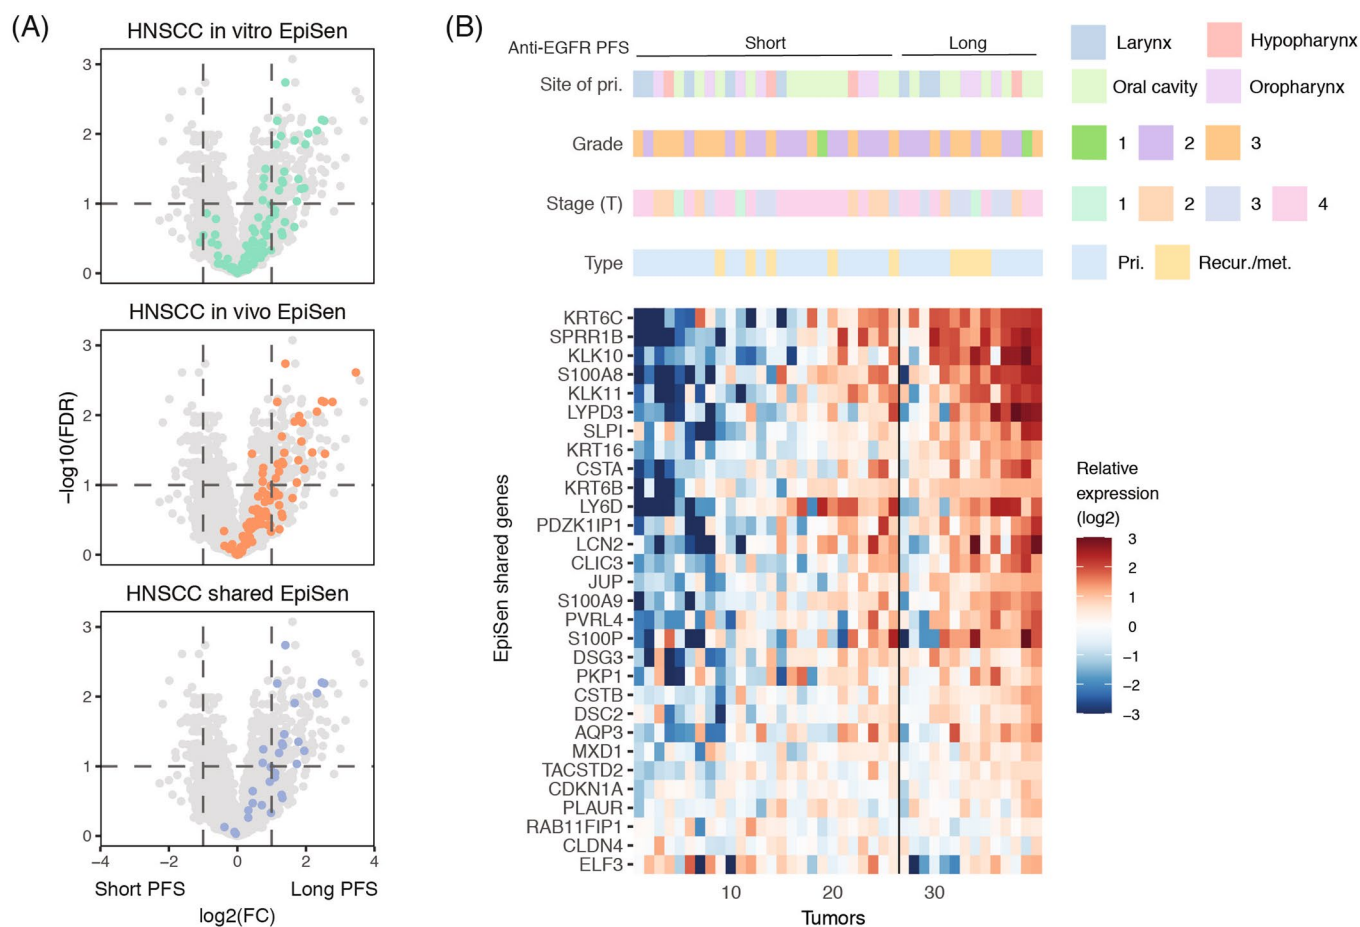 (A)
HNSCC in vitro EpiSen
3
2
1
0
HNSCC in vivo EpiSen
3
2
1
0
−log10(FDR)
HNSCC shared EpiSen
3
2
1
0
−4 −2 0 2 4
Short PFS Long PFS
log2(FC)
(B)
Anti-EGFR PFS Short Long
Site of pri.
Grade
Stage (T)
Type
Larynx Hypopharynx
Oral cavity Oropharynx
1 2 3
1 2 3 4
Pri. Recur./met.
EpiSen shared genes
KRT6C
SPRR1B
KLK10
S100A8
KLK11
LYPD3
SLPI
KRT16
CSTA
KRT6B
LY6D
PDZK1IP1
LCN2
CLIC3
JUP
S100A9
PVRL4
S100P
DSG3
PKP1
CSTB
DSC2
AQP3
MXD1
TACSTD2
CDKN1A
PLAUR
RAB11FIP1
CLDN4
ELF3
10 20 30
Tumors
Relative
expression
(log2)
3
2
1
0
−1
−2
−3